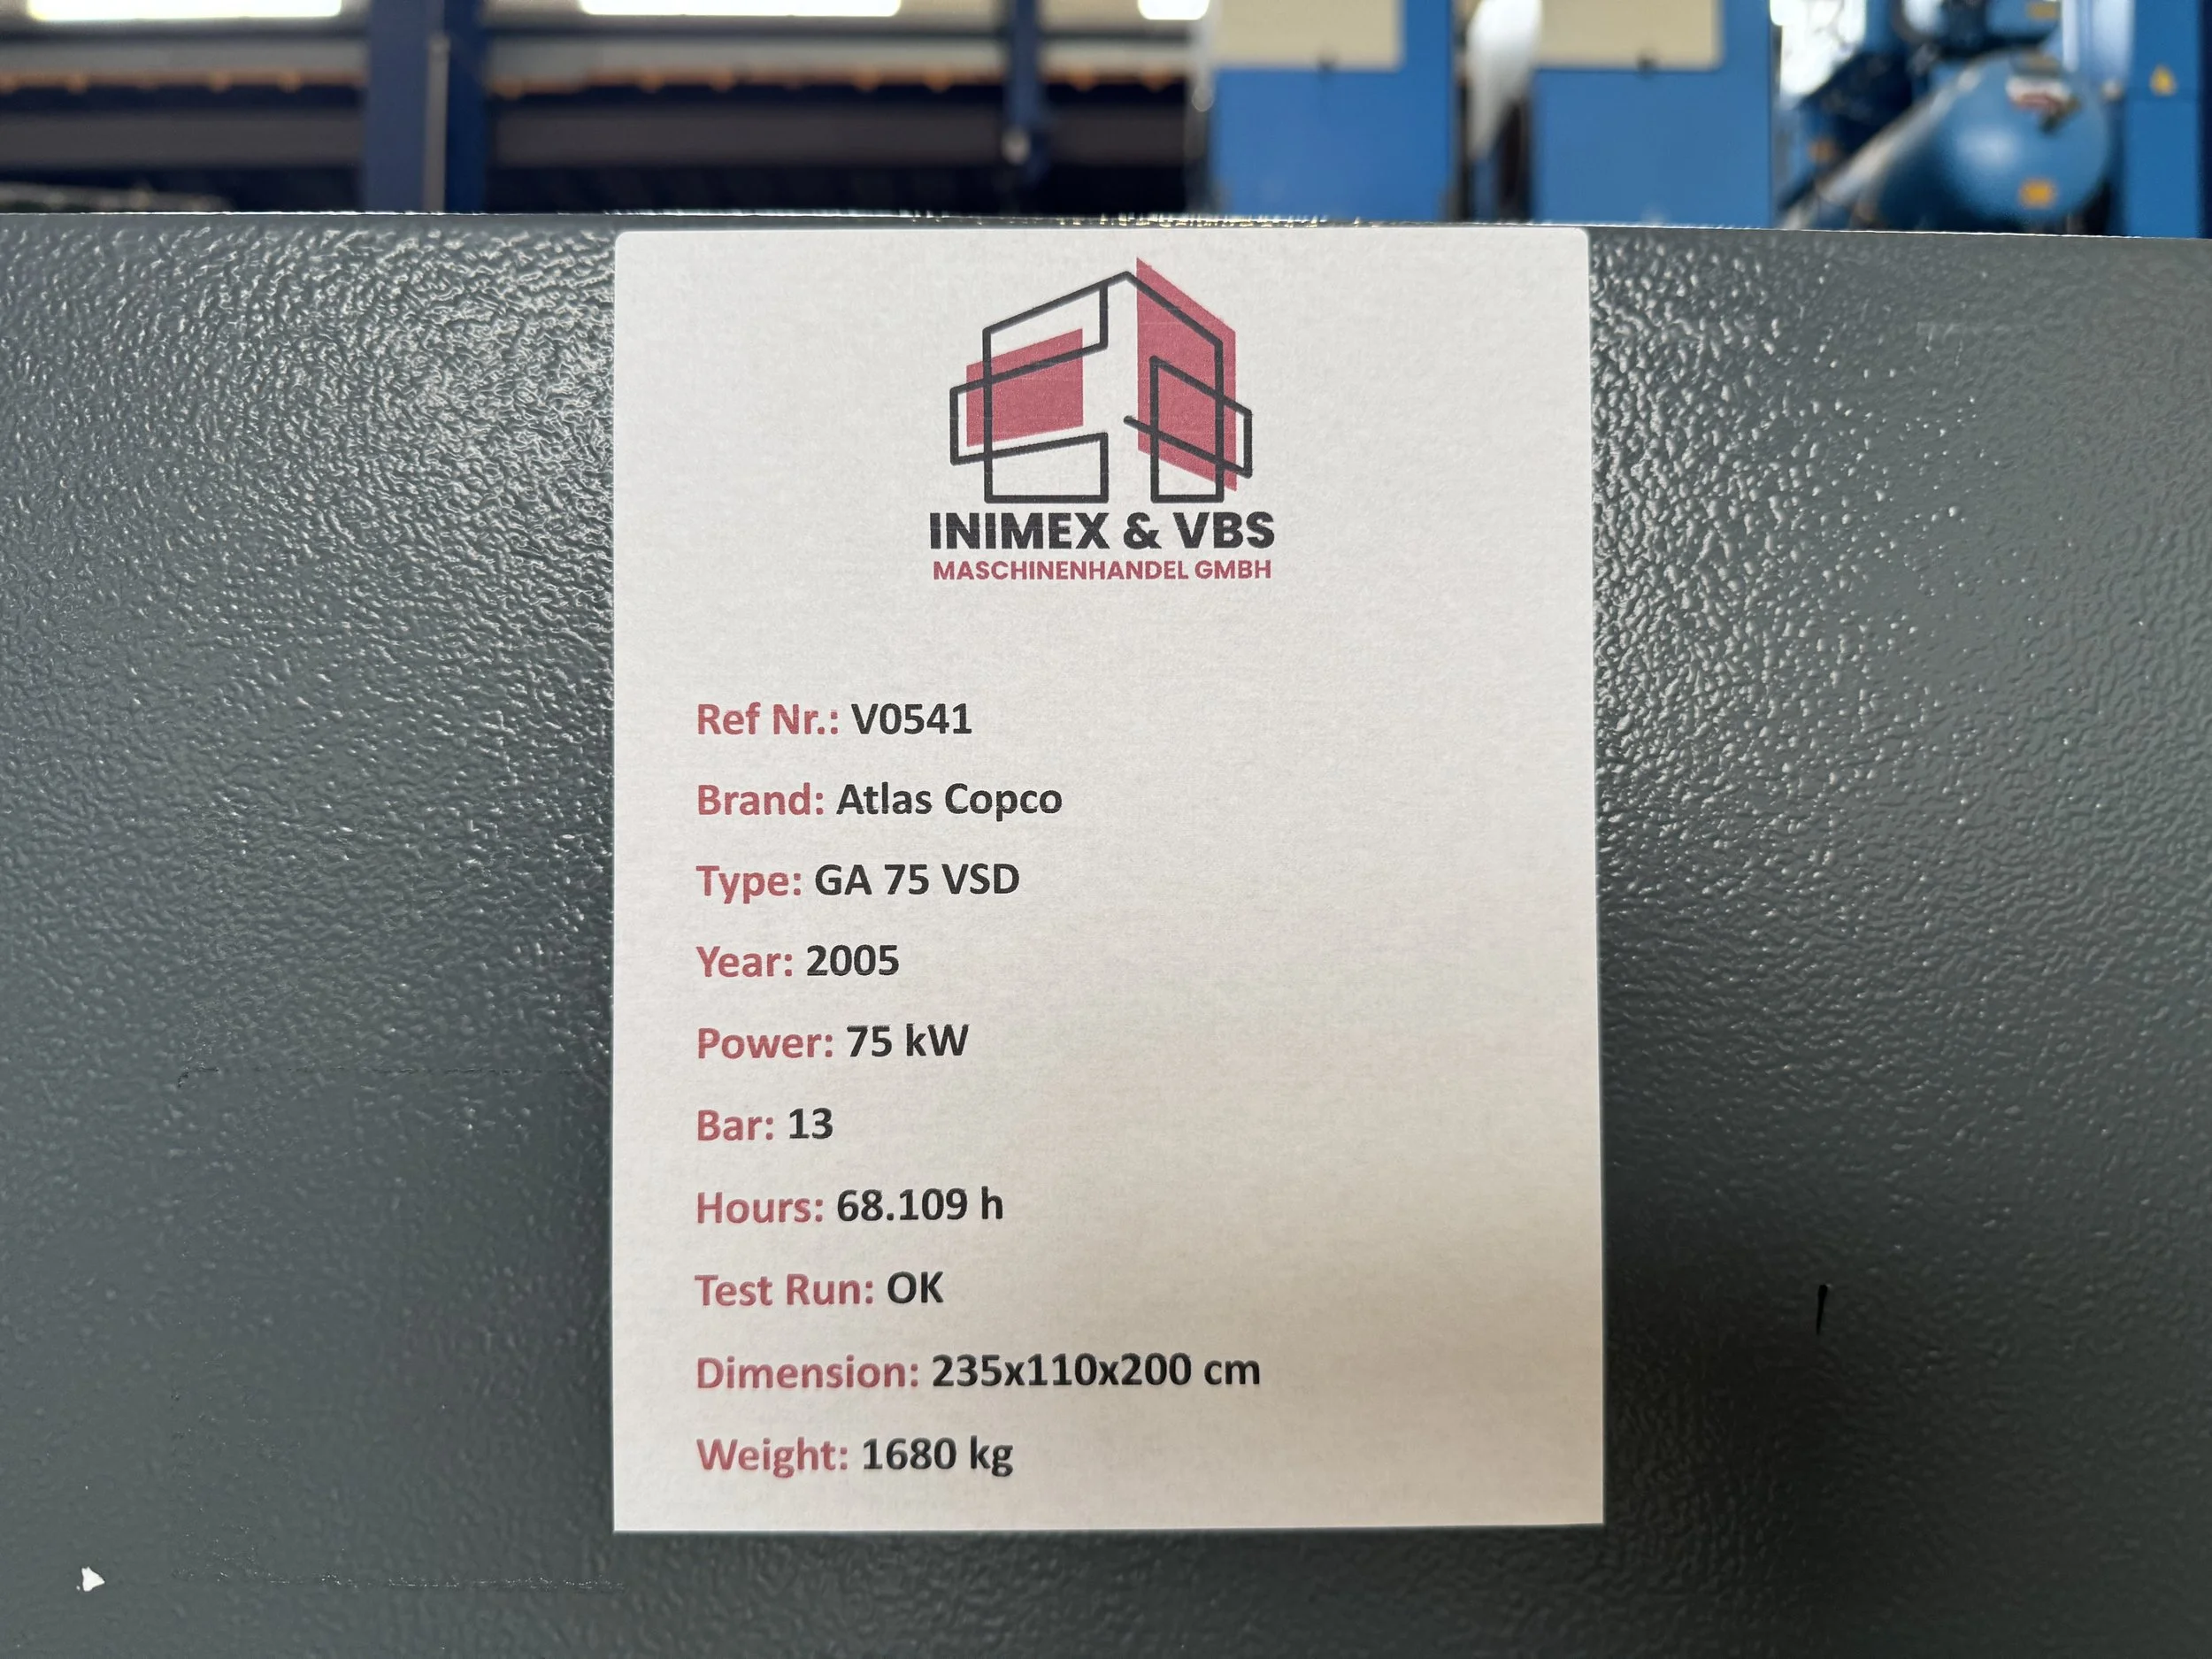 INIMEX & VBS
MASCHINENHANDEL GMBH
Ref Nr.: V0541
Brand: Atlas Copco
Type: GA 75 VSD
Year: 2005
Power: 75 kW
Bar: 13
Hours: 68.109 h
Test Run: OK
Dimension: 235x110x200 cm
Weight: 1680 kg